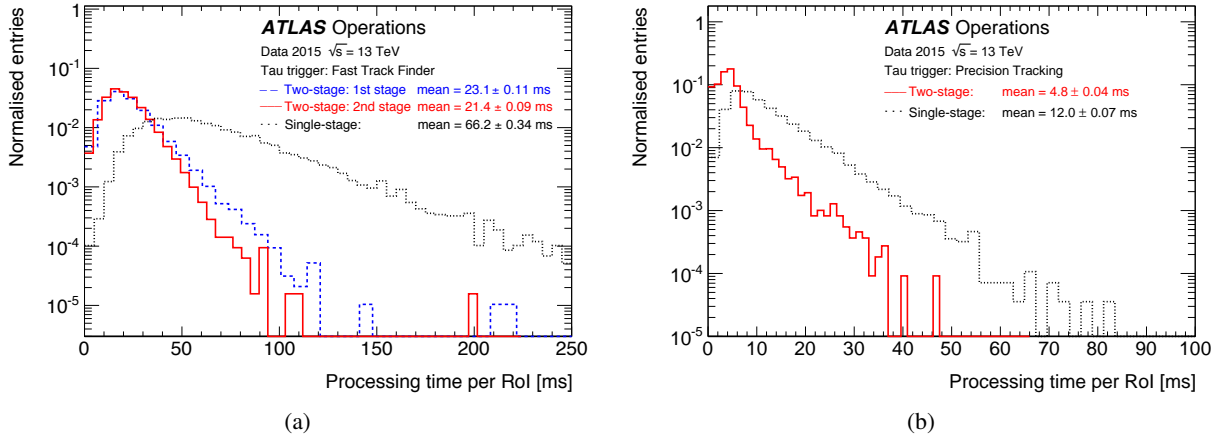 ATLAS Operations
Data 2015 √s = 13 TeV
Tau trigger: Fast Track Finder
Two-stage: 1st stage mean = 23.1 ± 0.11 ms
Two-stage: 2nd stage mean = 21.4 ± 0.09 ms
Single-stage: mean = 66.2 ± 0.34 ms
Normalised entries
1
10⁻¹
10⁻²
10⁻³
10⁻⁴
10⁻⁵
0 50 100 150 200 250
Processing time per RoI [ms]
(a)
ATLAS Operations
Data 2015 √s = 13 TeV
Tau trigger: Precision Tracking
Two-stage: mean = 4.8 ± 0.04 ms
Single-stage: mean = 12.0 ± 0.07 ms
Normalised entries
1
10⁻¹
10⁻²
10⁻³
10⁻⁴
10⁻⁵
0 10 20 30 40 50 60 70 80 90 100
Processing time per RoI [ms]
(b)